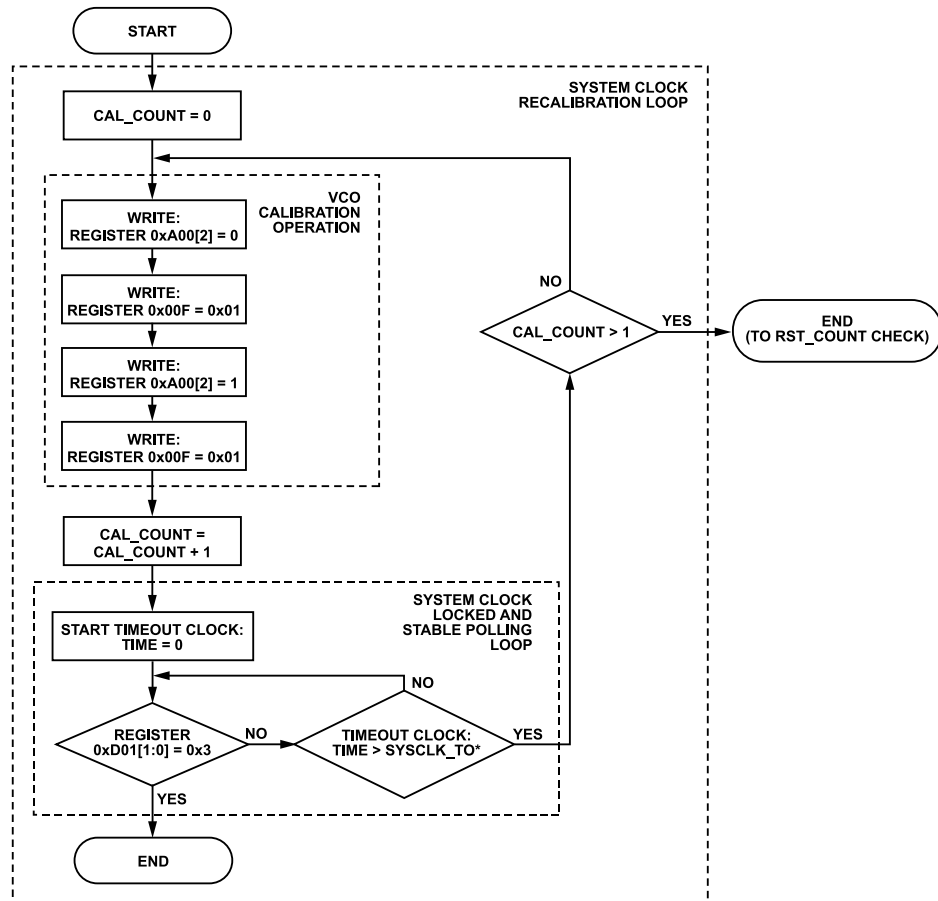 START
SYSTEM CLOCK
RECALIBRATION LOOP
CAL_COUNT = 0
VCO
CALIBRATION
OPERATION
WRITE:
REGISTER 0xA00[2] = 0
WRITE:
REGISTER 0x00F = 0x01
WRITE:
REGISTER 0xA00[2] = 1
WRITE:
REGISTER 0x00F = 0x01
NO
CAL_COUNT > 1
YES
END
(TO RST_COUNT CHECK)
CAL_COUNT =
CAL_COUNT + 1
SYSTEM CLOCK
LOCKED AND
STABLE POLLING
LOOP
START TIMEOUT CLOCK:
TIME = 0
NO
REGISTER
0xD01[1:0] = 0x3
NO
TIMEOUT CLOCK:
TIME > SYSCLK_TO*
YES
YES
END